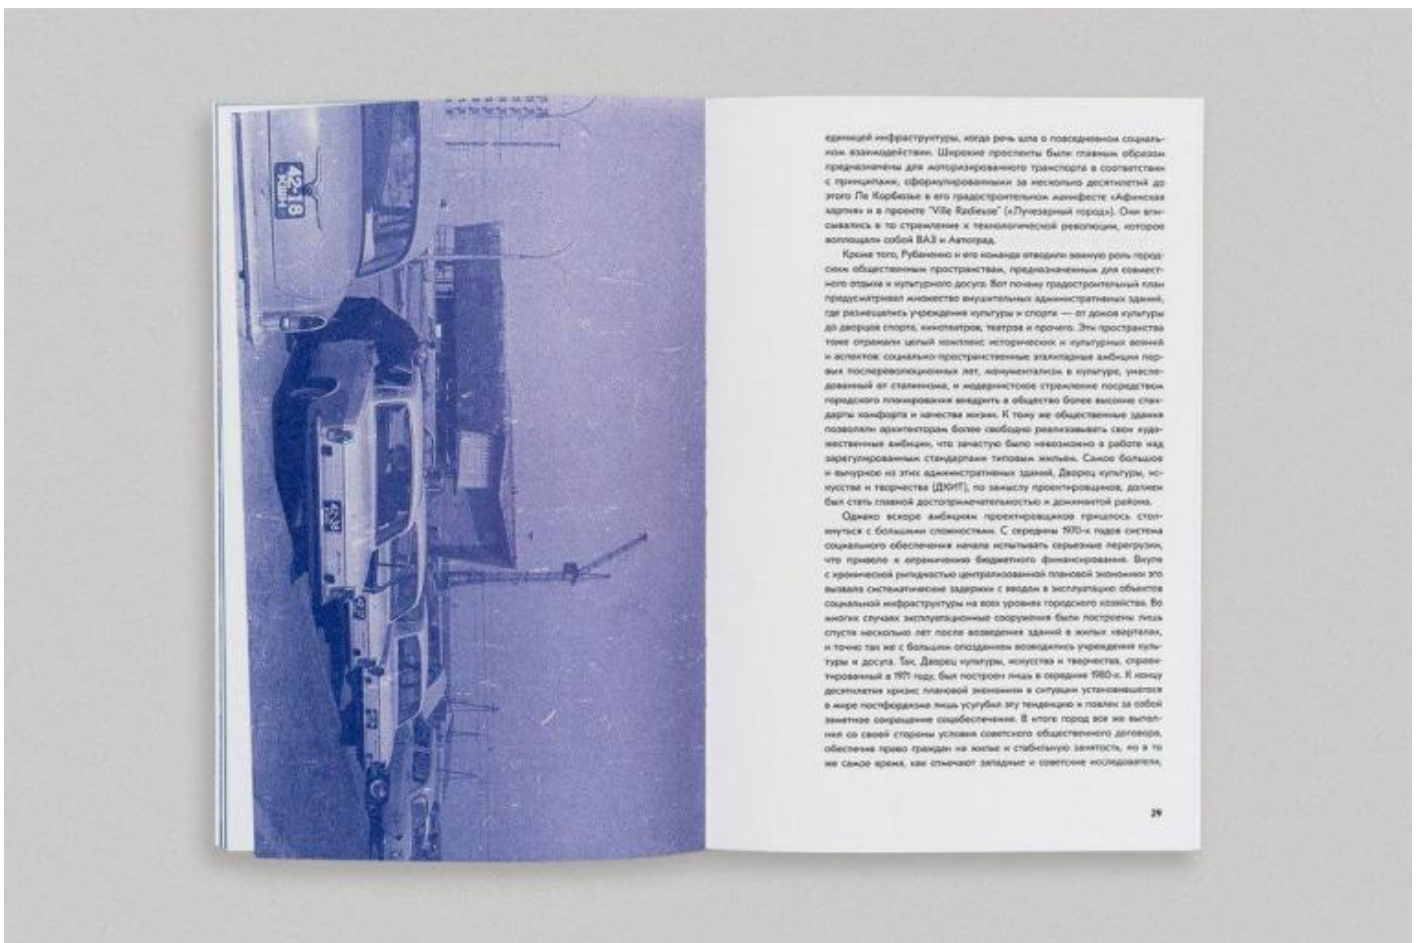 42-18
КШН
42-36
единицей инфраструктуры, когда речь шла о повседневном социаль-
ном взаимодействии. Широкие проспекты были главным образом
предназначены для моторизированного транспорта в соответствии
с принципами, сформулированными за несколько десятилетий до
этого Ле Корбюзье в его градостроительном манифесте «Афинская
хартия» и в проекте "Ville Radieuse" («Лучезарный город»). Они впи-
сывались в то стремление к технологической революции, которое
воплощали собой ВАЗ и Автоград.
Кроме того, Рубаненко и его команда отводили важную роль город-
ским общественным пространствам, предназначенным для совмест-
ного отдыха и культурного досуга. Вот почему градостроительный план
предусматривал множество внушительных административных зданий,
где размещались учреждения культуры и спорта — от домов культуры
до дворцов спорта, кинотеатров, театров и прочего. Эти пространства
тоже отражали целый комплекс исторических и культурных веяний
и аспектов: социально-пространственные эгалитарные амбиции пер-
вых послереволюционных лет, монументализм в культуре, унасле-
дованный от сталинизма, и модернистское стремление посредством
городского планирования внедрить в общество более высокие стан-
дарты комфорта и качества жизни. К тому же общественные здания
позволяли архитекторам более свободно реализовывать свои худо-
жественные амбиции, что зачастую было невозможно в работе над
зарегулированным стандартами типовым жильем. Самое большое
и вычурное из этих административных зданий, Дворец культуры, ис-
кусства и творчества (ДКИТ), по замыслу проектировщиков, должен
был стать главной достопримечательностью и доминантой района.
Однако вскоре амбициям проектировщиков пришлось стол-
кнуться с большими сложностями. С середины 1970-х годов система
социального обеспечения начала испытывать серьезные перегрузки,
что привело к ограничению бюджетного финансирования. Вкупе
с хронической ригидностью централизованной плановой экономики это
вызвало систематические задержки с вводом в эксплуатацию объектов
социальной инфраструктуры на всех уровнях городского хозяйства. Во
многих случаях эксплуатационные сооружения были построены лишь
спустя несколько лет после возведения зданий в жилых кварталах,
и точно так же с большим опозданием возводились учреждения куль-
туры и досуга. Так, Дворец культуры, искусства и творчества, спроек-
тированный в 1971 году, был построен лишь в середине 1980-х. К концу
десятилетия кризис плановой экономики в ситуации установившегося
в мире постфордизма лишь усугубил эту тенденцию и повлек за собой
заметное сокращение соцобеспечения. В итоге город все же выпол-
нил со своей стороны условия советского общественного договора,
обеспечив право граждан на жилье и стабильную занятость, но в то
же самое время, как отмечают западные и советские исследователи,
29